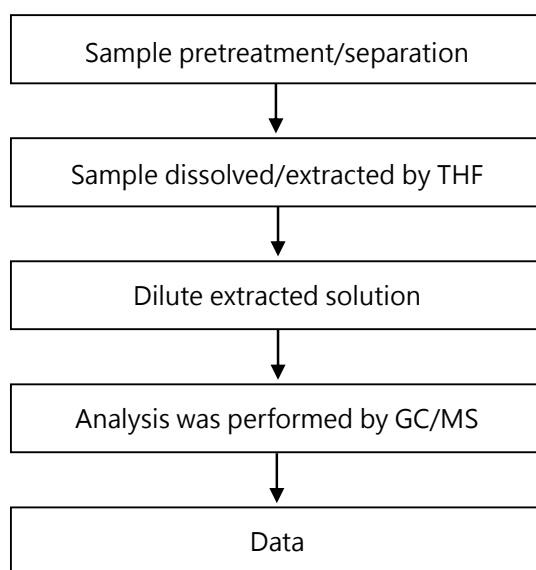 Sample pretreatment/separation
Sample dissolved/extracted by THF
Dilute extracted solution
Analysis was performed by GC/MS
Data